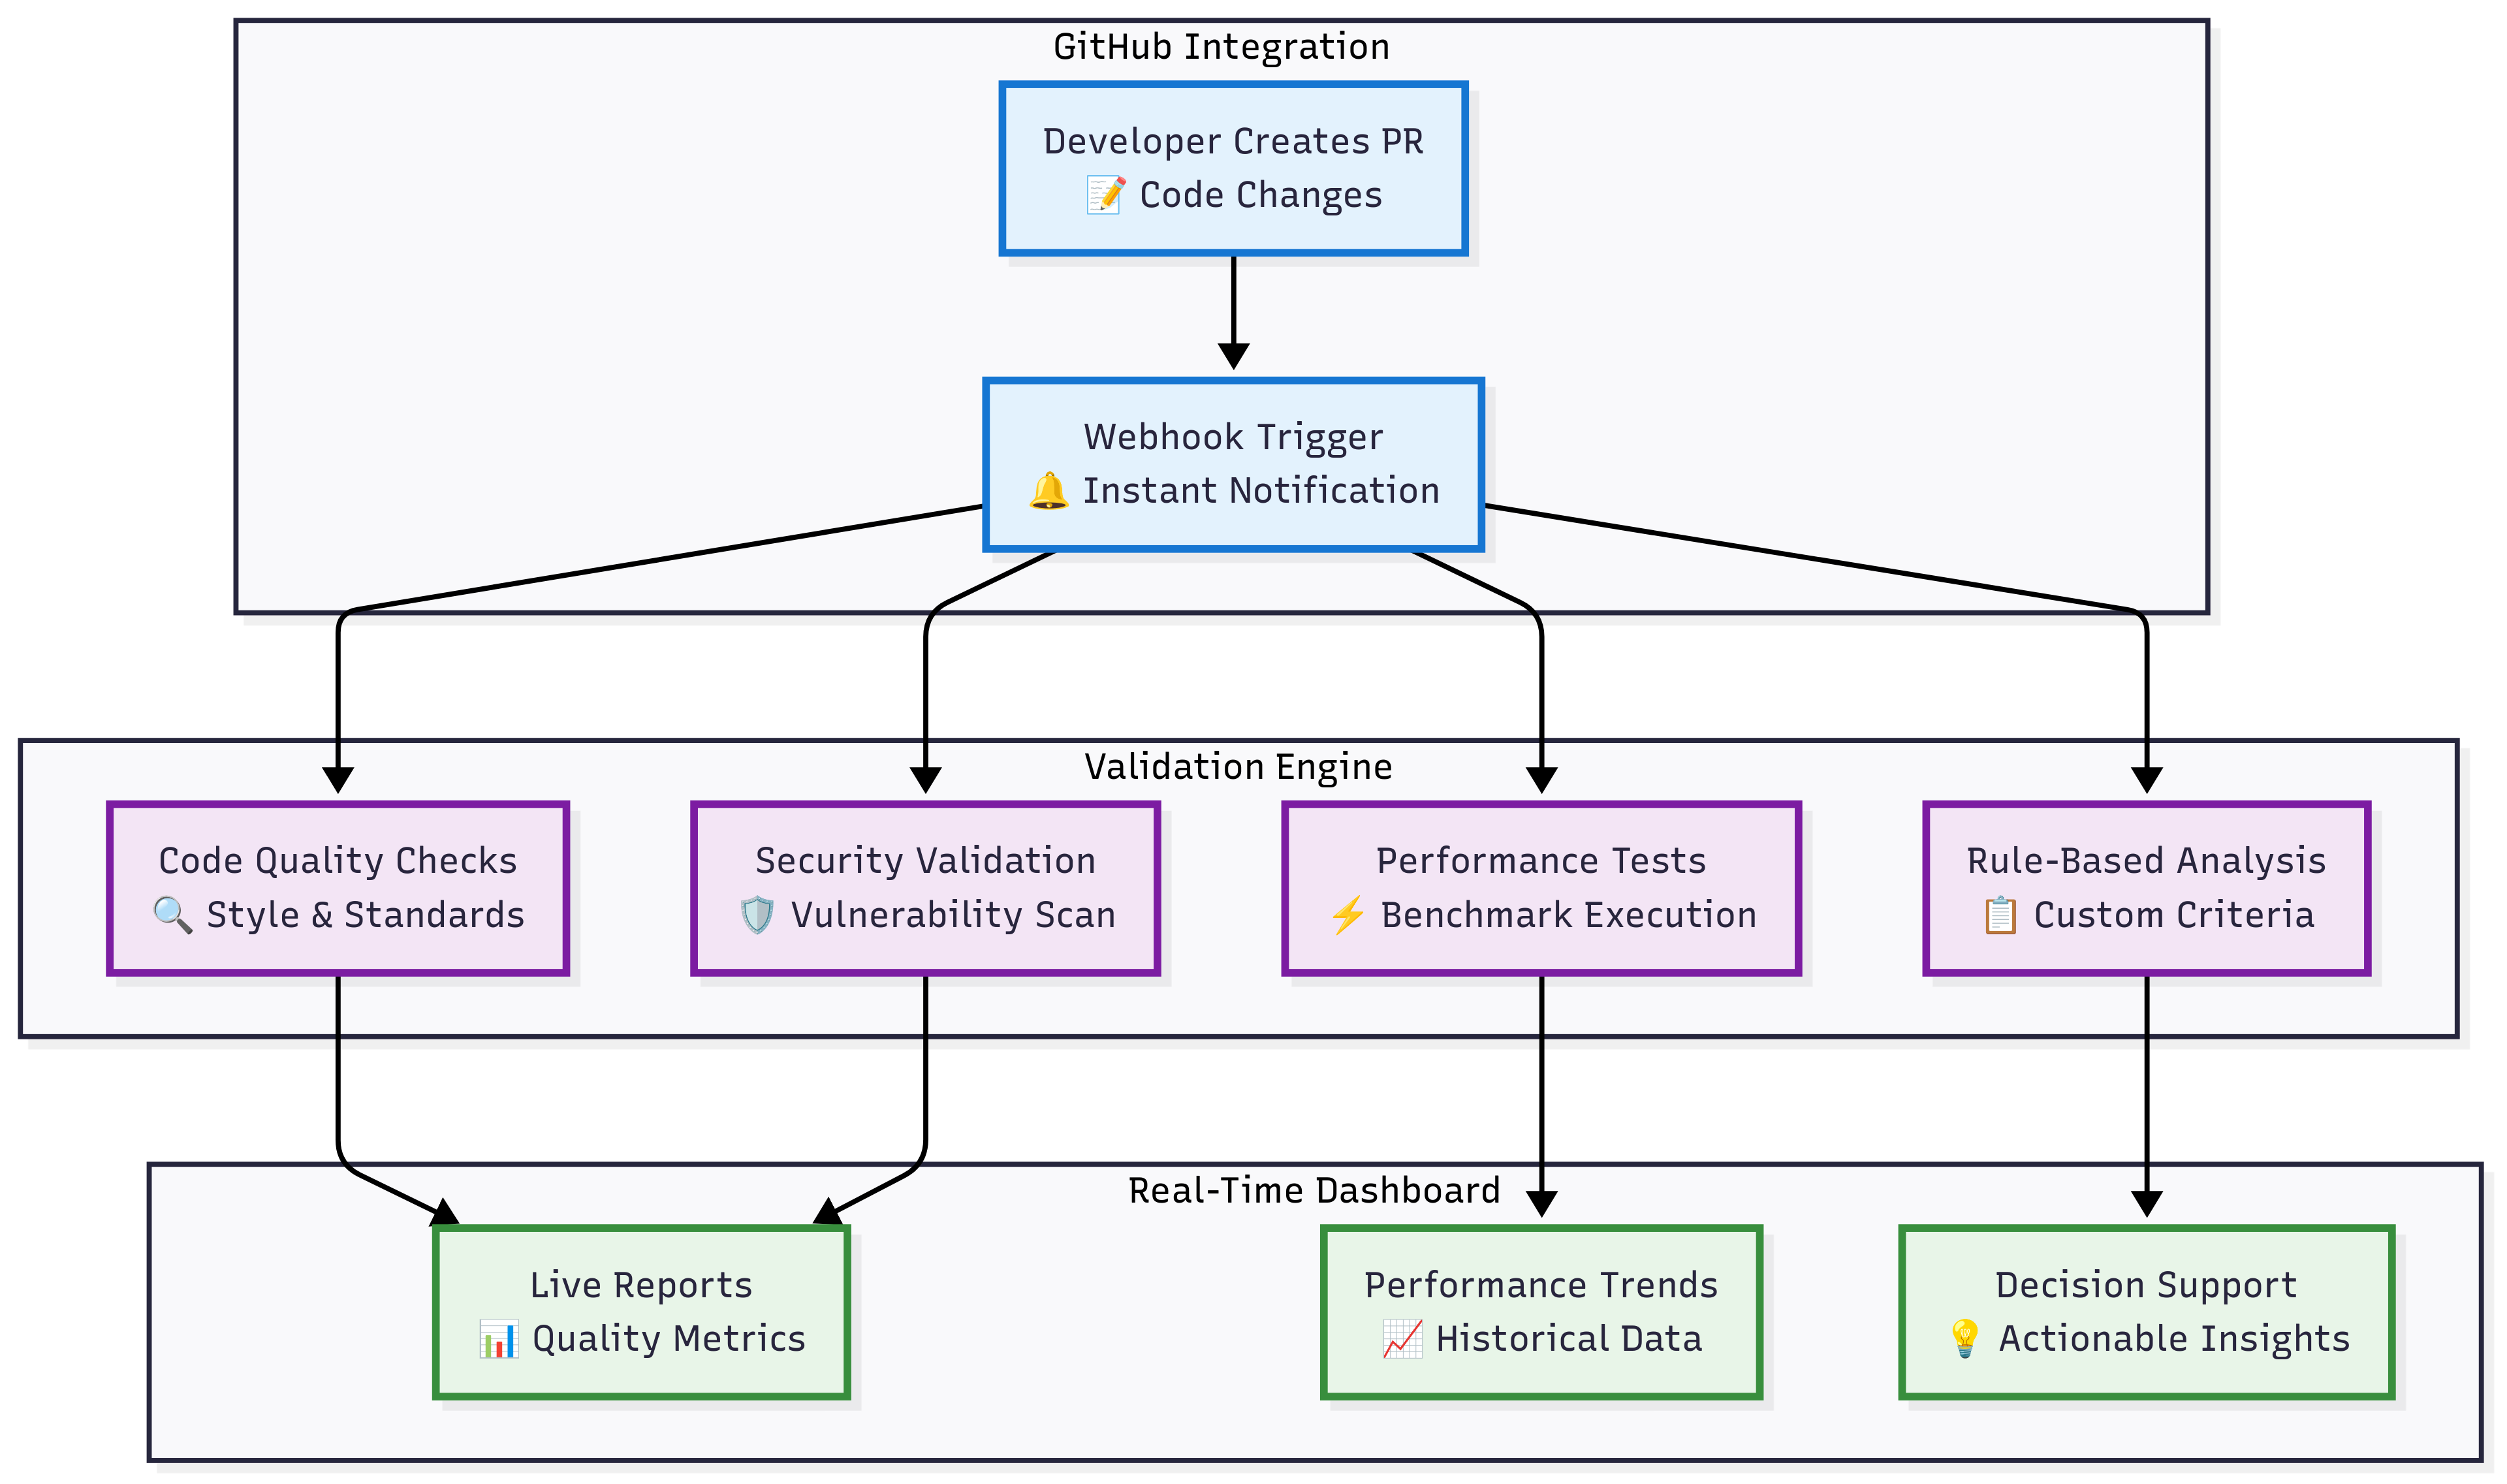 GitHub Integration
Developer Creates PR
📝 Code Changes
Webhook Trigger
🔔 Instant Notification
Validation Engine
Code Quality Checks
🔍 Style & Standards
Security Validation
🛡️ Vulnerability Scan
Performance Tests
⚡ Benchmark Execution
Rule-Based Analysis
📋 Custom Criteria
Real-Time Dashboard
Live Reports
📊 Quality Metrics
Performance Trends
📈 Historical Data
Decision Support
💡 Actionable Insights